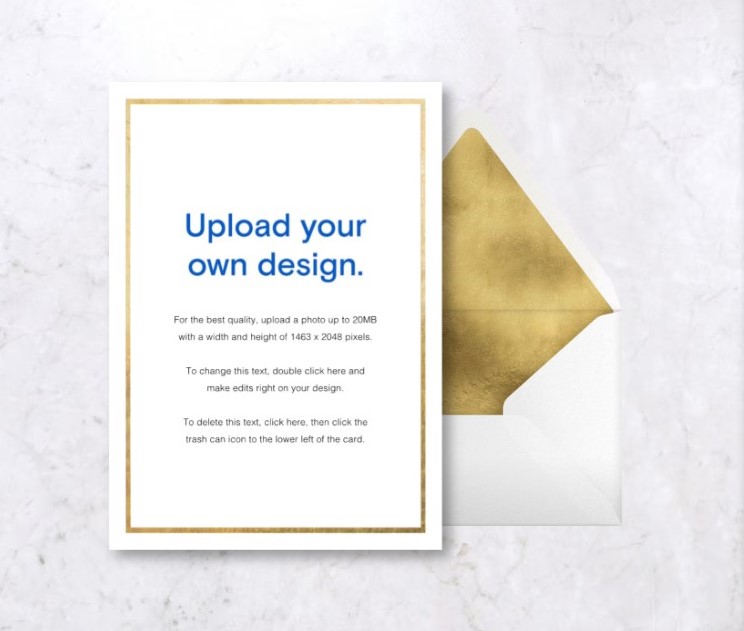 Upload your
own design.
For the best quality, upload a photo up to 20MB
with a width and height of 1463 x 2048 pixels.
To change this text, double click here and
make edits right on your design.
To delete this text, click here, then click the
trash can icon to the lower left of the card.